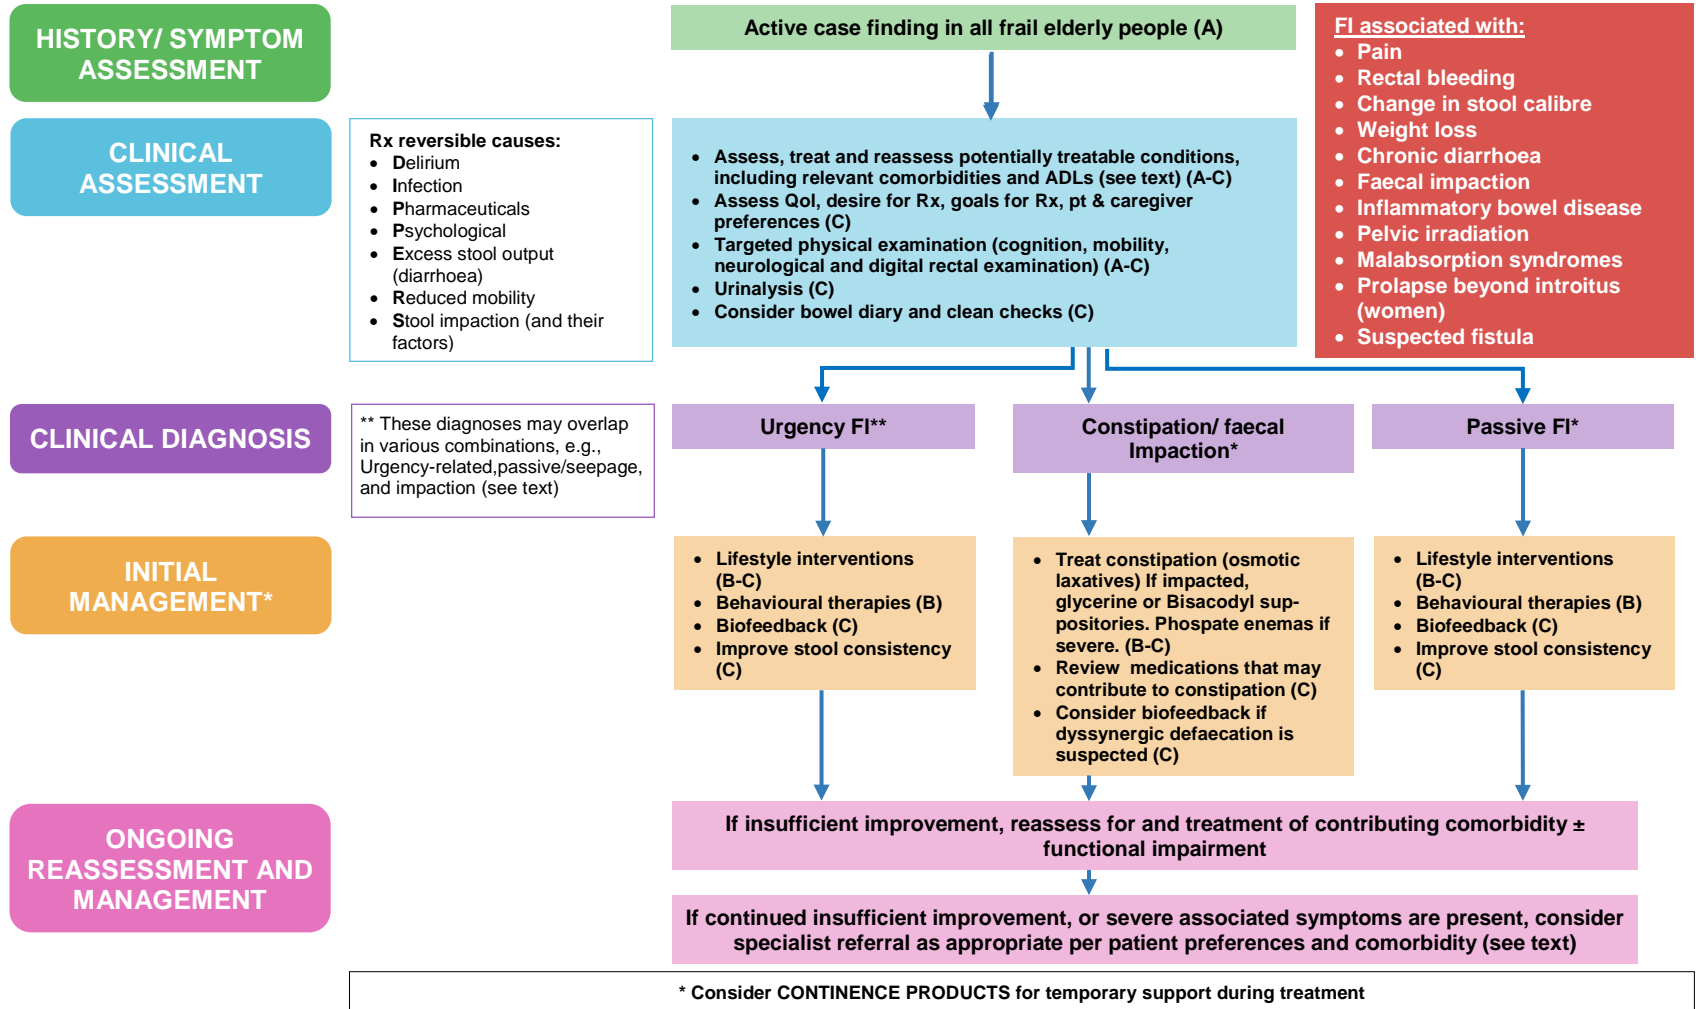 HISTORY/ SYMPTOM
ASSESSMENT
Active case finding in all frail elderly people (A)
FI associated with:
• Pain
• Rectal bleeding
• Change in stool calibre
• Weight loss
• Chronic diarrhoea
• Faecal impaction
• Inflammatory bowel disease
• Pelvic irradiation
• Malabsorption syndromes
• Prolapse beyond introitus
(women)
• Suspected fistula
CLINICAL
ASSESSMENT
Rx reversible causes:
• Delirium
• Infection
• Pharmaceuticals
• Psychological
• Excess stool output
(diarrhoea)
• Reduced mobility
• Stool impaction (and their
factors)
• Assess, treat and reassess potentially treatable conditions,
including relevant comorbidities and ADLs (see text) (A-C)
• Assess Qol, desire for Rx, goals for Rx, pt & caregiver
preferences (C)
• Targeted physical examination (cognition, mobility,
neurological and digital rectal examination) (A-C)
• Urinalysis (C)
• Consider bowel diary and clean checks (C)
CLINICAL DIAGNOSIS
** These diagnoses may overlap
in various combinations, e.g.,
Urgency-related,passive/seepage,
and impaction (see text)
Urgency FI**
Constipation/ faecal
Impaction*
Passive FI*
INITIAL
MANAGEMENT*
• Lifestyle interventions
(B-C)
• Behavioural therapies (B)
• Biofeedback (C)
• Improve stool consistency
(C)
• Treat constipation (osmotic
laxatives) If impacted,
glycerine or Bisacodyl sup-
positories. Phospate enemas if
severe. (B-C)
• Review medications that may
contribute to constipation (C)
• Consider biofeedback if
dyssynergic defaecation is
suspected (C)
• Lifestyle interventions
(B-C)
• Behavioural therapies (B)
• Biofeedback (C)
• Improve stool consistency
(C)
ONGOING
REASSESSMENT AND
MANAGEMENT
If insufficient improvement, reassess for and treatment of contributing comorbidity ±
functional impairment
If continued insufficient improvement, or severe associated symptoms are present, consider
specialist referral as appropriate per patient preferences and comorbidity (see text)
* Consider CONTINENCE PRODUCTS for temporary support during treatment